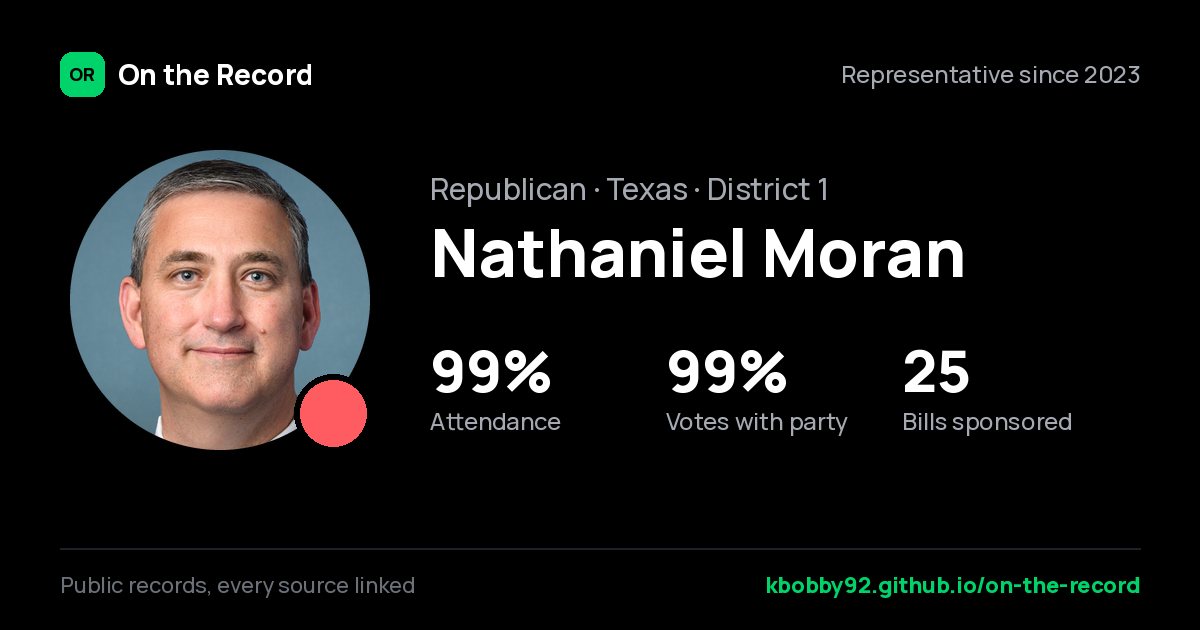 OR On the Record
Representative since 2023
Republican · Texas · District 1
Nathaniel Moran
99% 99% 25
Attendance Votes with party Bills sponsored
Public records, every source linked
kbobby92.github.io/on-the-record